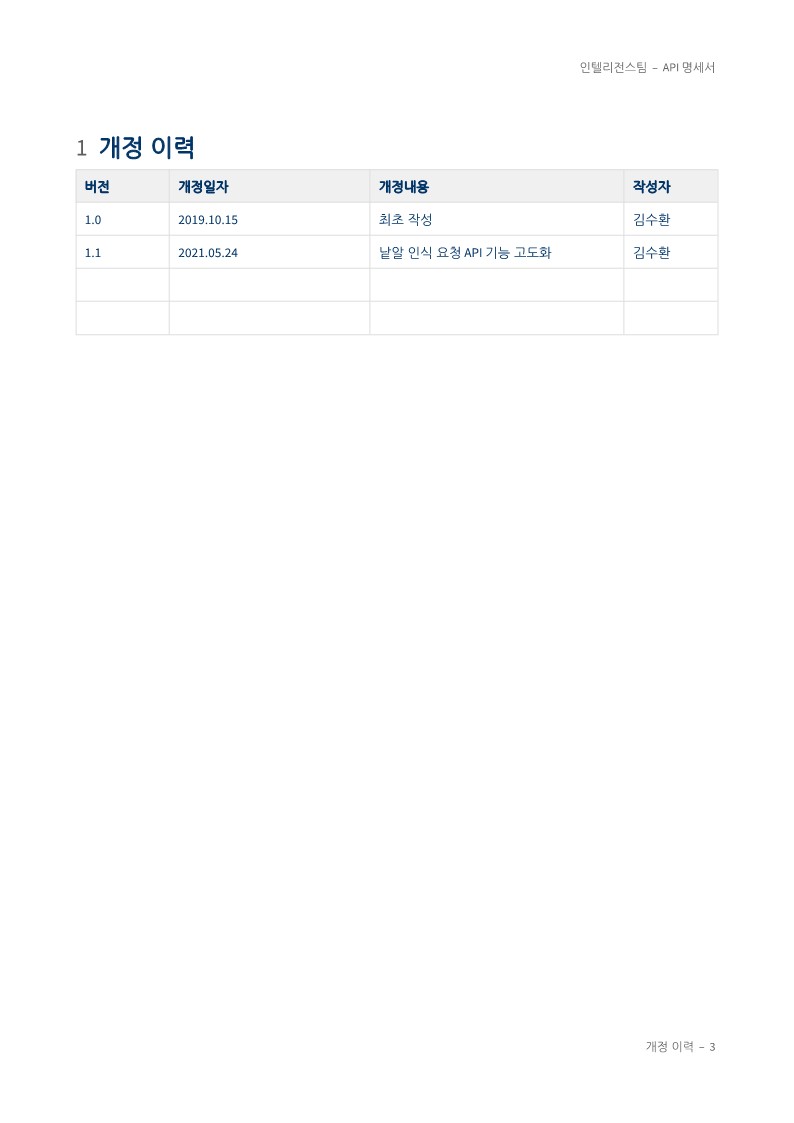 인텔리전스팀 – API 명세서
1 개정 이력
버전 개정일자 개정내용 작성자
1.0 2019.10.15 최초 작성 김수환
1.1 2021.05.24 낱알 인식 요청 API 기능 고도화 김수환
개정 이력 – 3